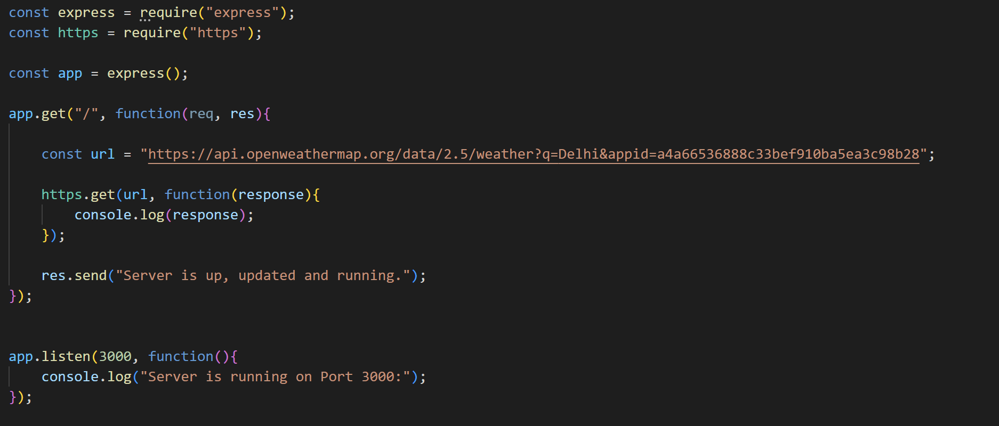 const express = require("express");
const https = require("https");
const app = express();
app.get("/", function(req, res){
const url = "https://api.openweathermap.org/data/2.5/weather?q=Delhi&appid=a4a66536888c33bef910ba5ea3c98b28";
https.get(url, function(response){
console.log(response);
});
res.send("Server is up, updated and running.");
});
app.listen(3000, function(){
console.log("Server is running on Port 3000:");
});